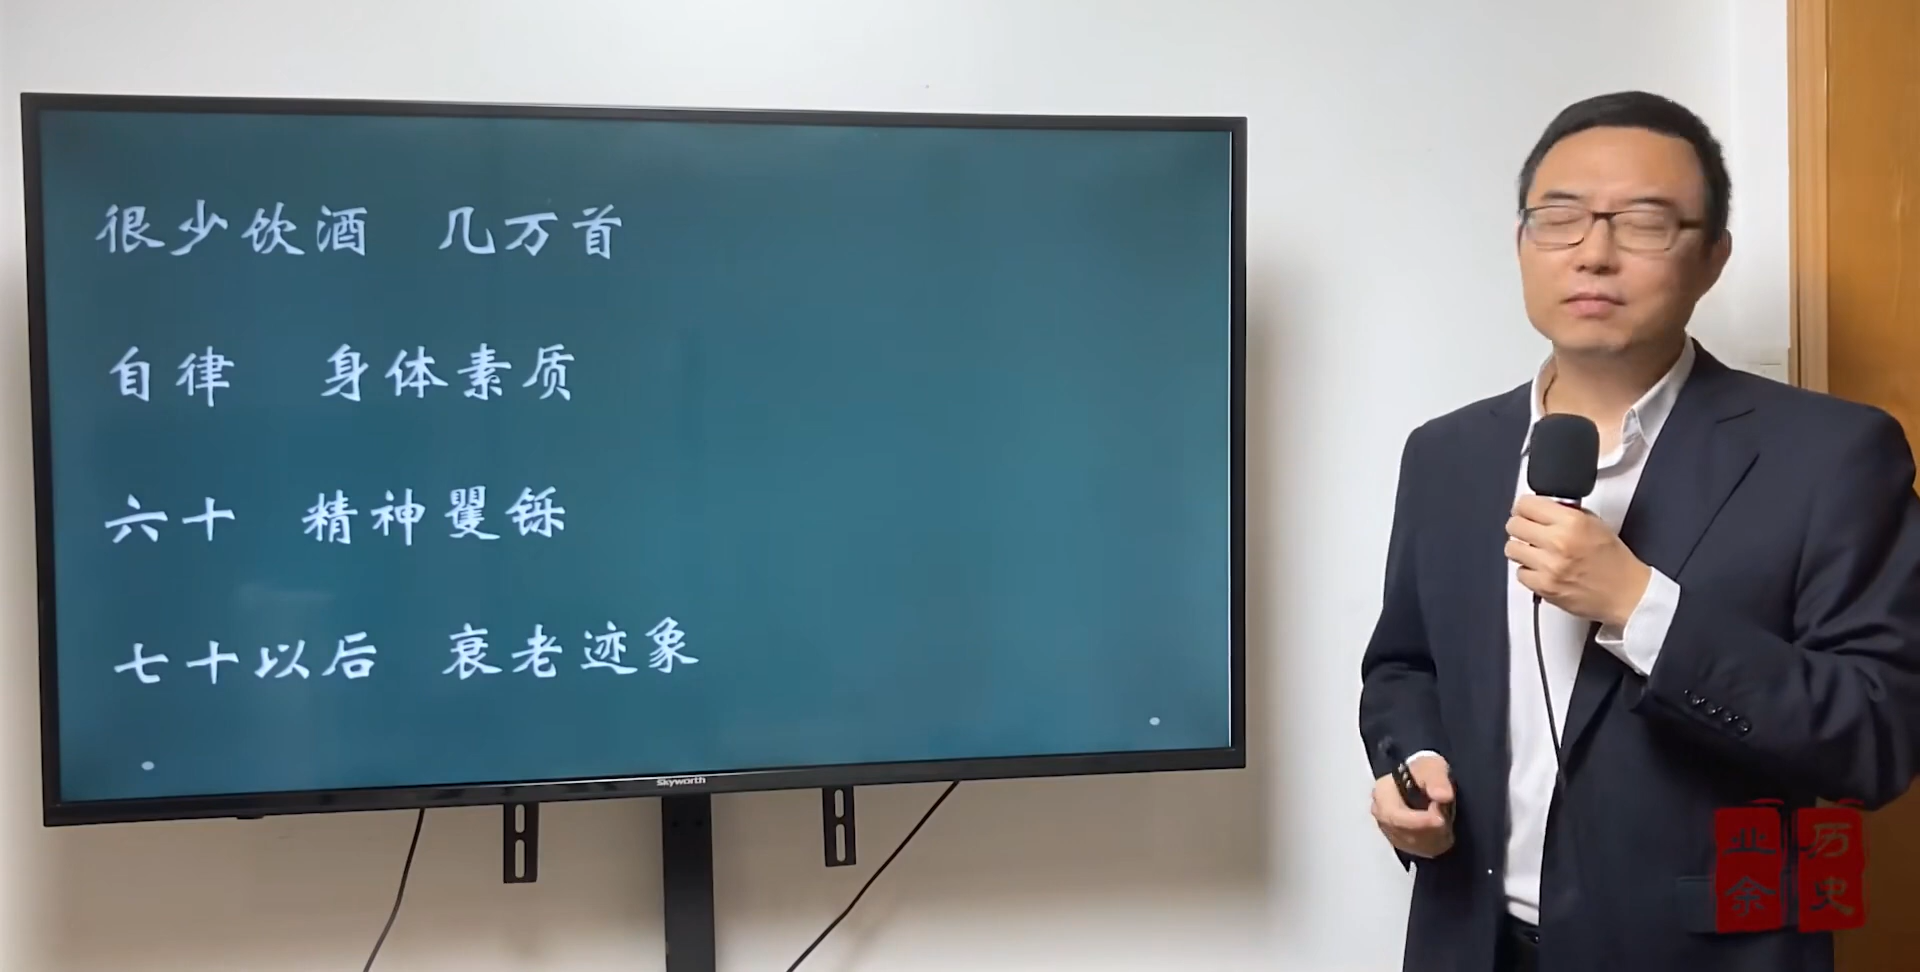 很少饮酒 几万首
自律 身体素质
六十 精神矍铄
七十以后 衰老迹象
Skyworth
业余
历史